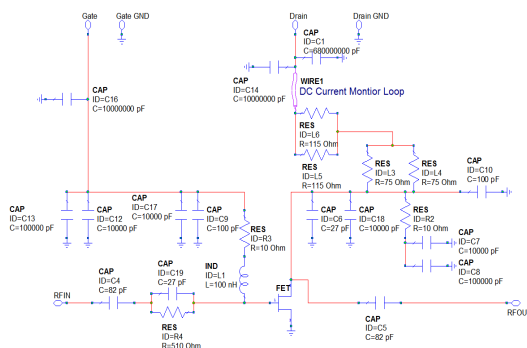 Gate
Gate GND
Drain
Drain GND
CAP
ID=C1
C=680000000 pF
CAP
ID=C16
C=10000000 pF
CAP
ID=C14
C=10000000 pF
WIRE1
DC Current Montior Loop
RES
ID=L6
R=115 Ohm
RES
ID=L5
R=115 Ohm
RES
ID=L3
R=75 Ohm
RES
ID=L4
R=75 Ohm
CAP
ID=C10
C=100 pF
CAP
ID=C13
C=100000 pF
CAP
ID=C12
C=10000 pF
CAP
ID=C17
C=10000 pF
CAP
ID=C9
C=100 pF
RES
ID=R3
R=10 Ohm
CAP
ID=C6
C=27 pF
CAP
ID=C18
C=10000 pF
RES
ID=R2
R=10 Ohm
CAP
ID=C7
C=10000 pF
CAP
ID=C8
C=100000 pF
IND
ID=L1
L=100 nH
FET
CAP
ID=C4
C=82 pF
CAP
ID=C19
C=27 pF
RES
ID=R4
R=510 Ohm
RFIN
CAP
ID=C5
C=82 pF
RFOU